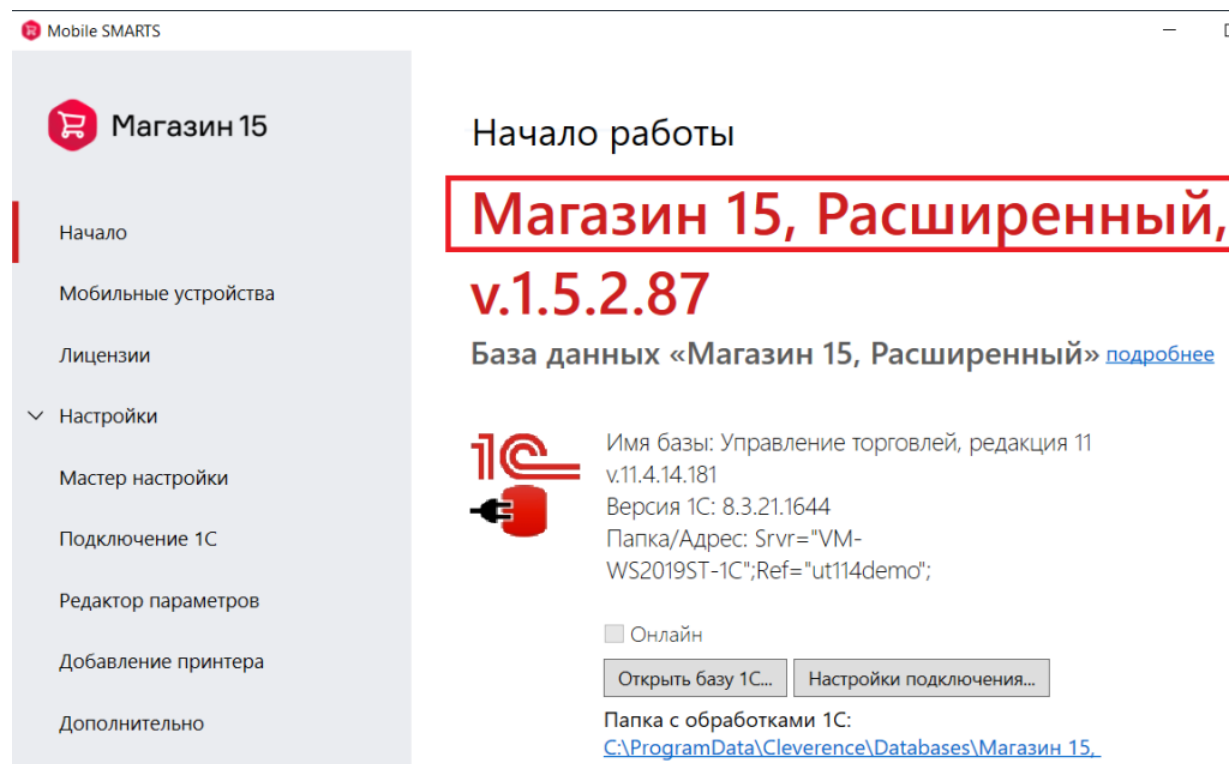 Mobile SMARTS
Магазин 15
Начало
Мобильные устройства
Лицензии
Настройки
Мастер настройки
Подключение 1С
Редактор параметров
Добавление принтера
Дополнительно
Начало работы
Магазин 15, Расширенный,
v.1.5.2.87
База данных «Магазин 15, Расширенный» подробнее
1С
Имя базы: Управление торговлей, редакция 11
v.11.4.14.181
Версия 1С: 8.3.21.1644
Папка/Адрес: Srvr="VM-
WS2019ST-1C";Ref="ut114demo";
Онлайн
Открыть базу 1С... Настройки подключения...
Папка с обработками 1С:
C:\ProgramData\Cleverence\Databases\Магазин 15,